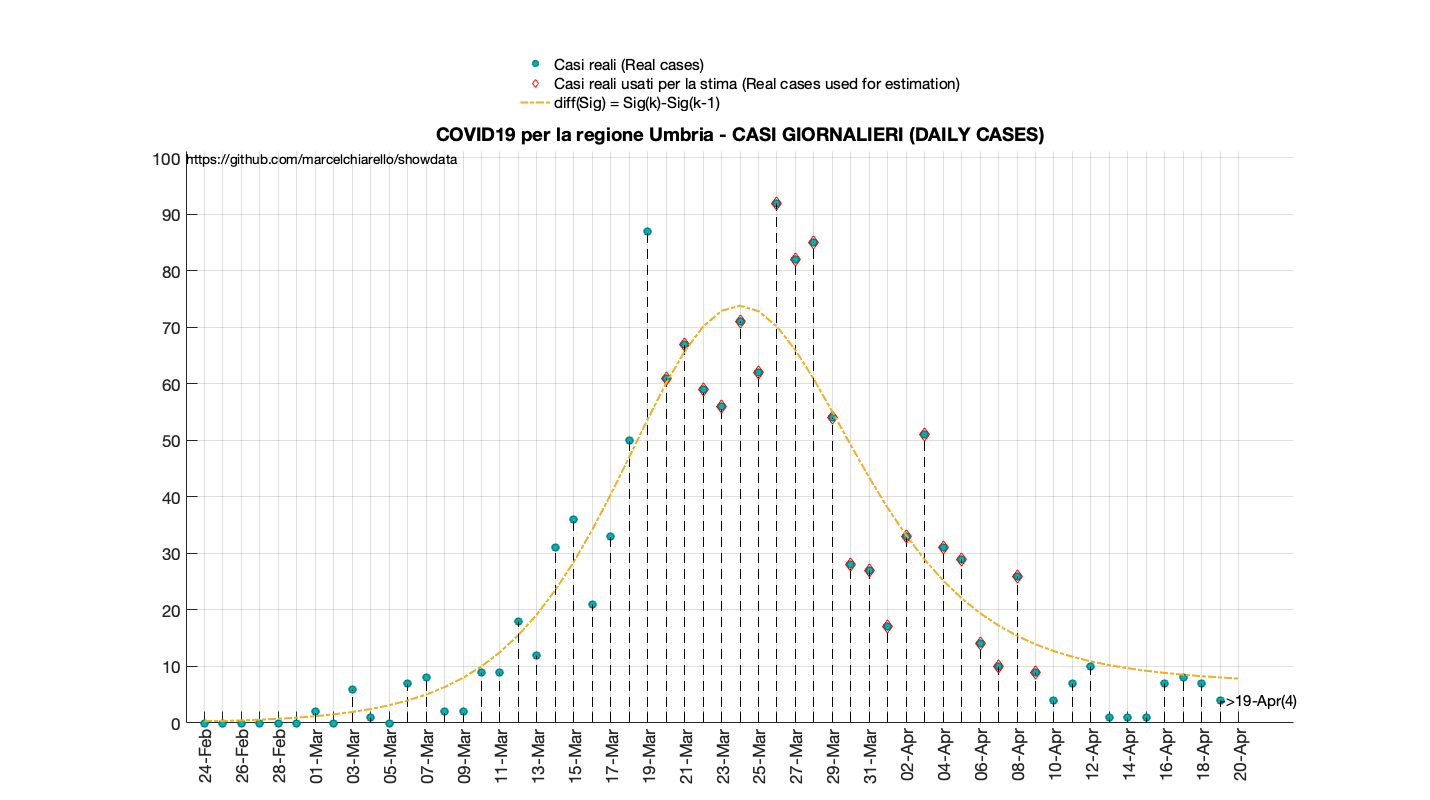 Casi reali (Real cases)
Casi reali usati per la stima (Real cases used for estimation)
diff(Sig) = Sig(k)-Sig(k-1)
COVID19 per la regione Umbria - CASI GIORNALIERI (DAILY CASES)
https://github.com/marcelchiarello/showdata
100
90
80
70
60
50
40
30
20
10
0
>19-Apr(4)
24-Feb
26-Feb
28-Feb
01-Mar
03-Mar
05-Mar
07-Mar
09-Mar
11-Mar
13-Mar
15-Mar
17-Mar
19-Mar
21-Mar
23-Mar
25-Mar
27-Mar
29-Mar
31-Mar
02-Apr
04-Apr
06-Apr
08-Apr
10-Apr
12-Apr
14-Apr
16-Apr
18-Apr
20-Apr